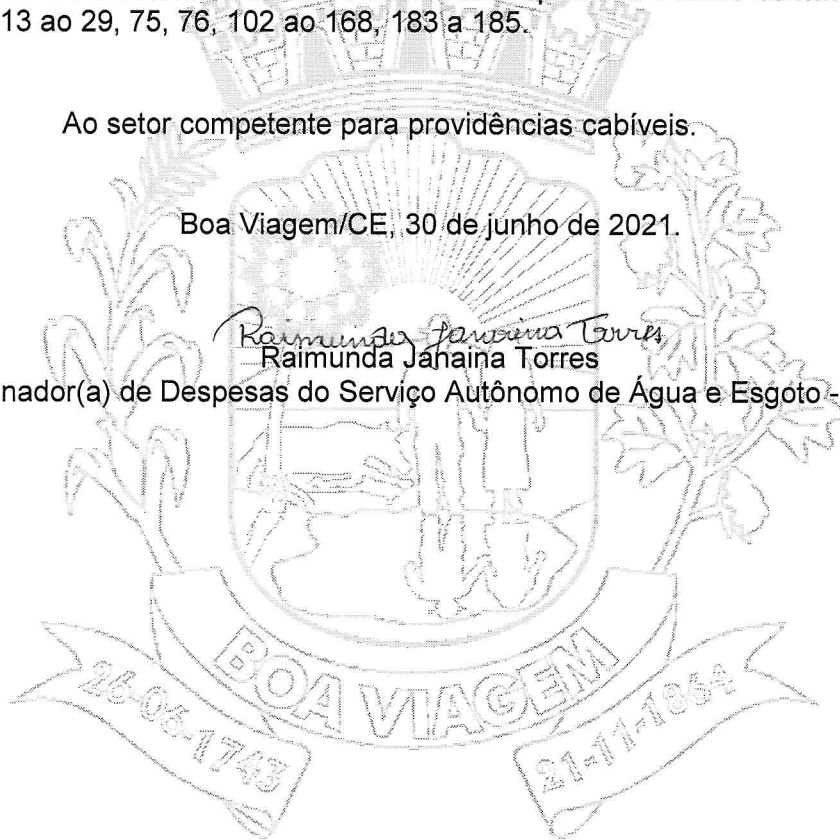 13 ao 29, 75, 76, 102 ao 168, 183 a 185.
Ao setor competente para providências cabíveis.
Boa Viagem/CE, 30 de junho de 2021.
Raimunda Janaina Torres
Raimunda Janaina Torres
nador(a) de Despesas do Serviço Autônomo de Água e Esgoto -
BOA VIAGEM
26-06-1743
21-11-1864